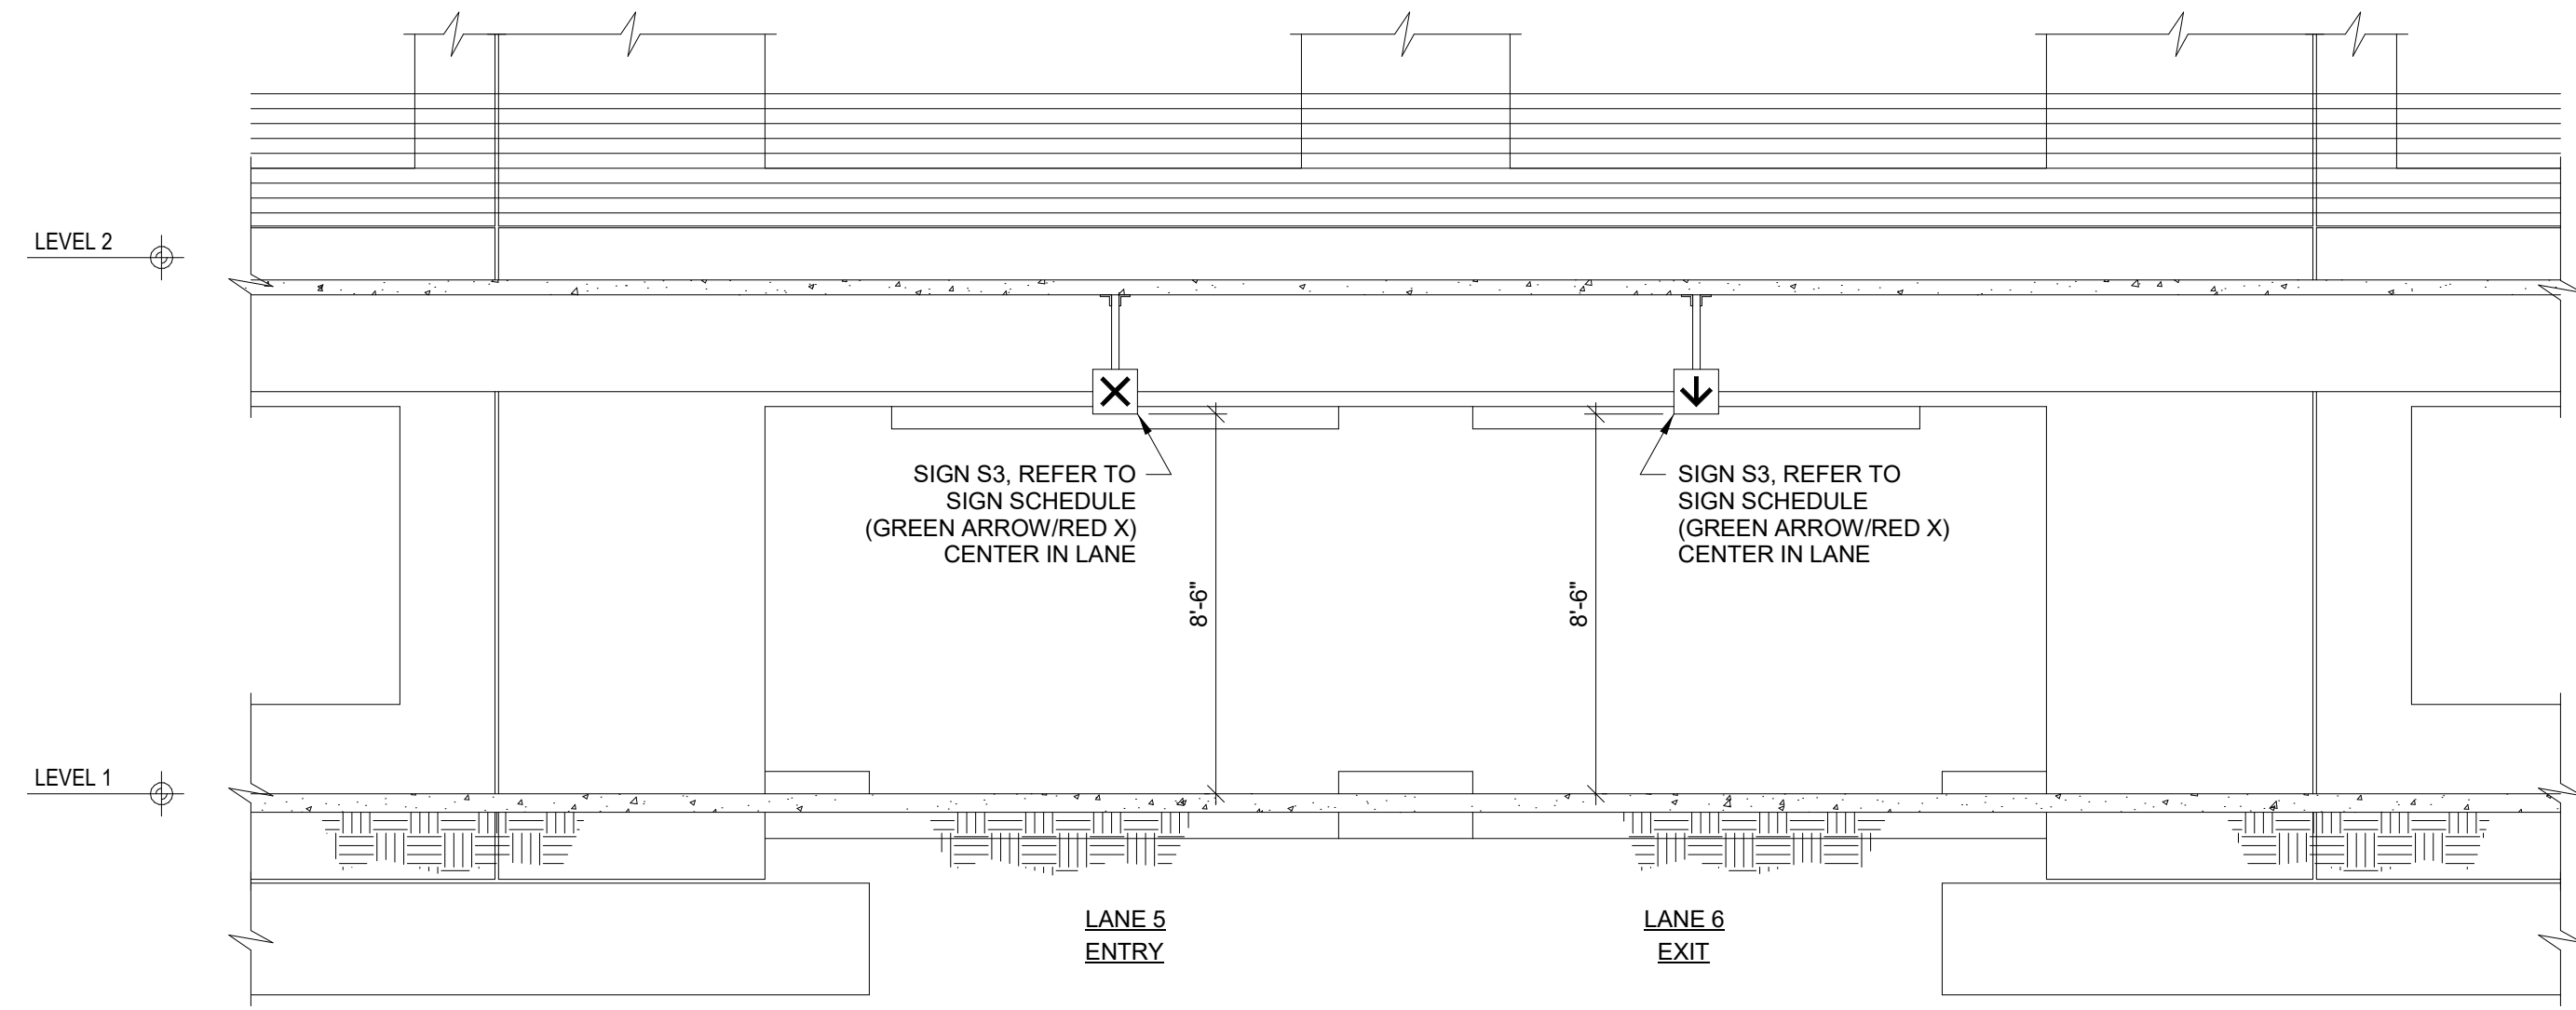 LEVEL 2
SIGN S3, REFER TO
SIGN SCHEDULE
(GREEN ARROW/RED X)
CENTER IN LANE
SIGN S3, REFER TO
SIGN SCHEDULE
(GREEN ARROW/RED X)
CENTER IN LANE
8'-6"
8'-6"
LEVEL 1
LANE 5
ENTRY
LANE 6
EXIT